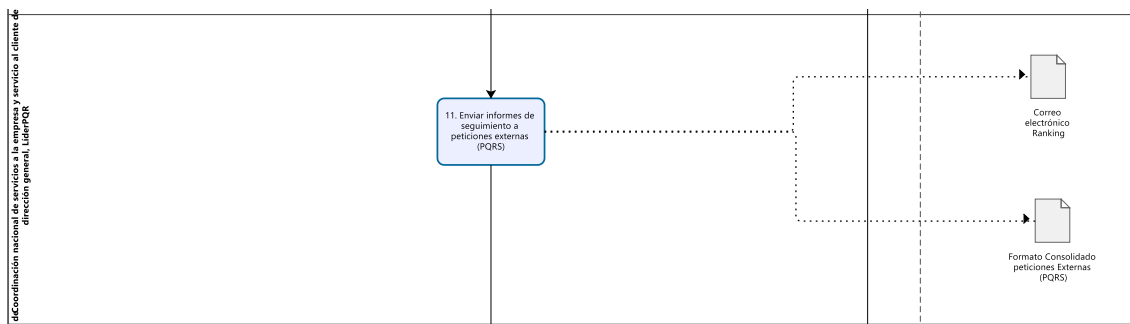 deCoordinación nacional de servicios a la empresa y servicio al cliente de
dirección general, LiderPQR
11. Enviar informes de
seguimiento a
peticiones externas
(PQRS)
Correo
electrónico
Ranking
Formato Consolidado
peticiones Externas
(PQRS)